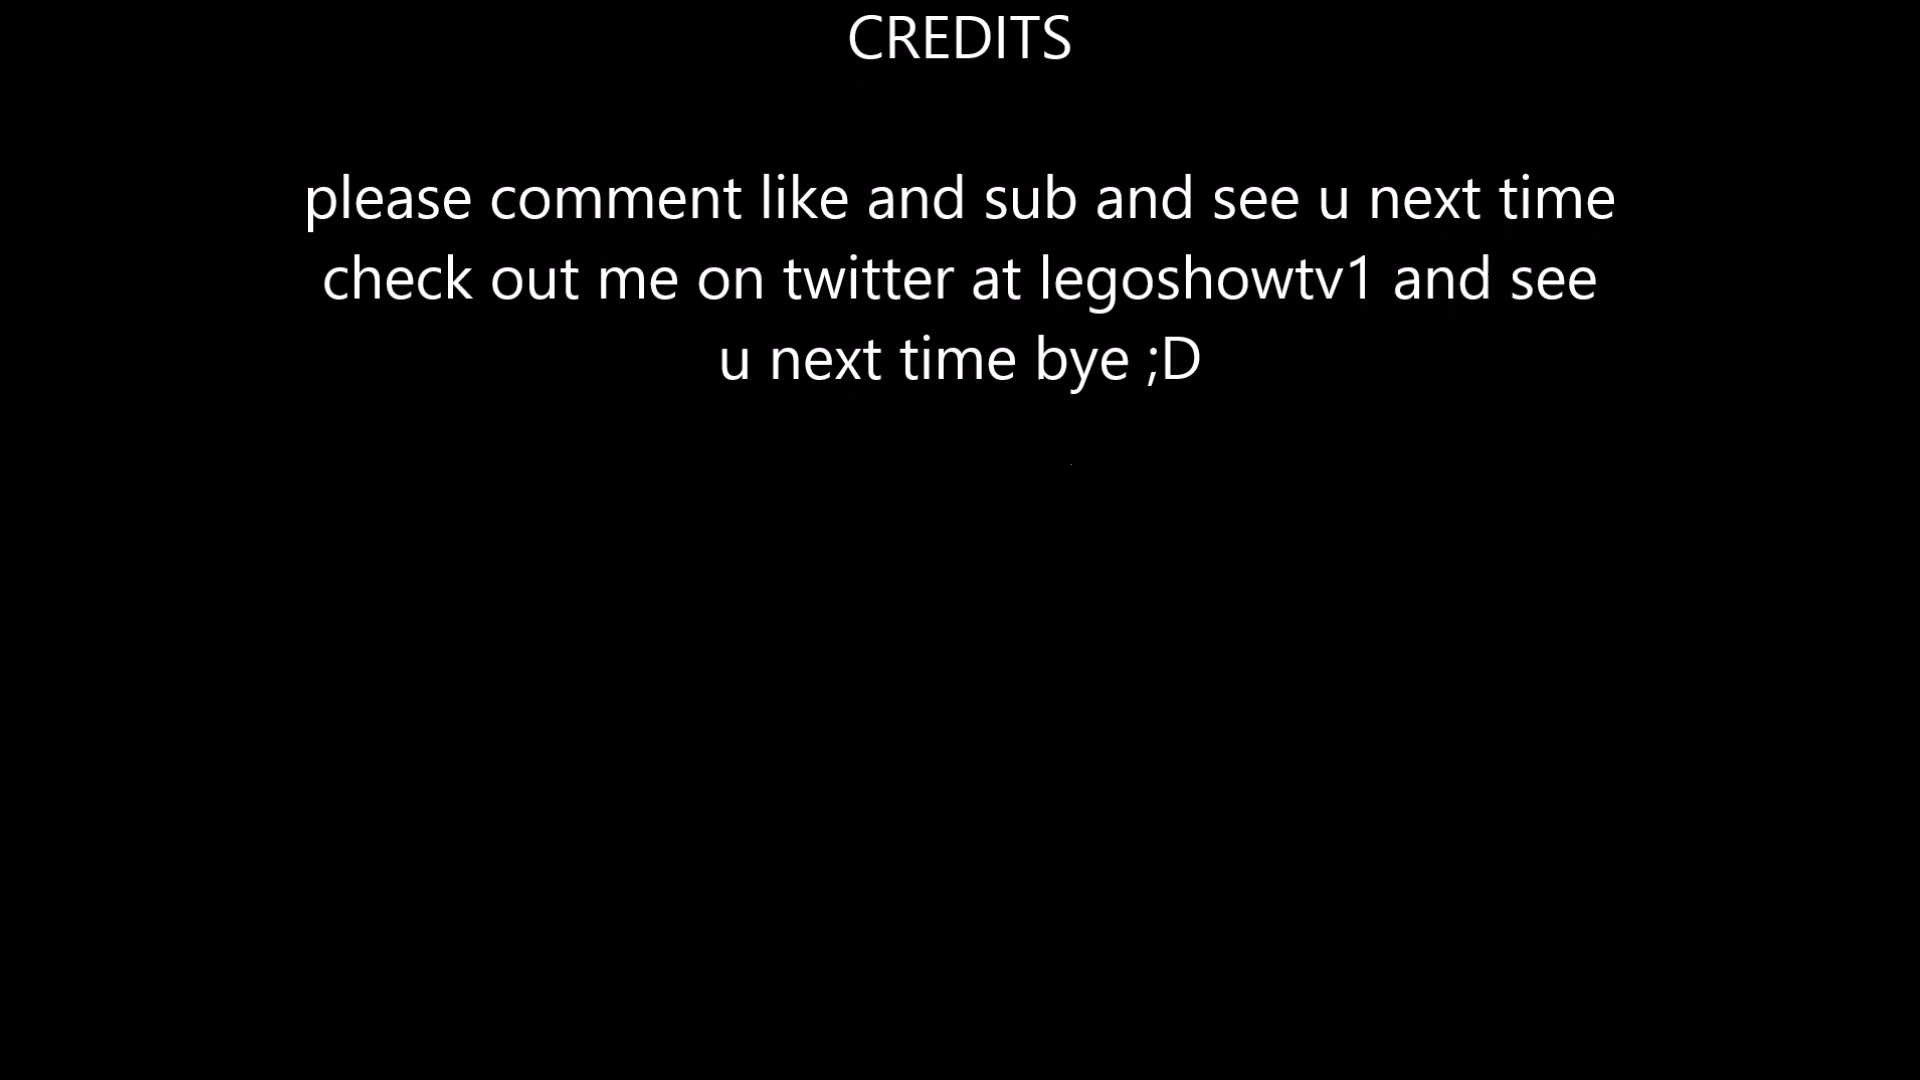 CREDITS
please comment like and sub and see u next time
check out me on twitter at legoshowtv1 and see
u next time bye ;D